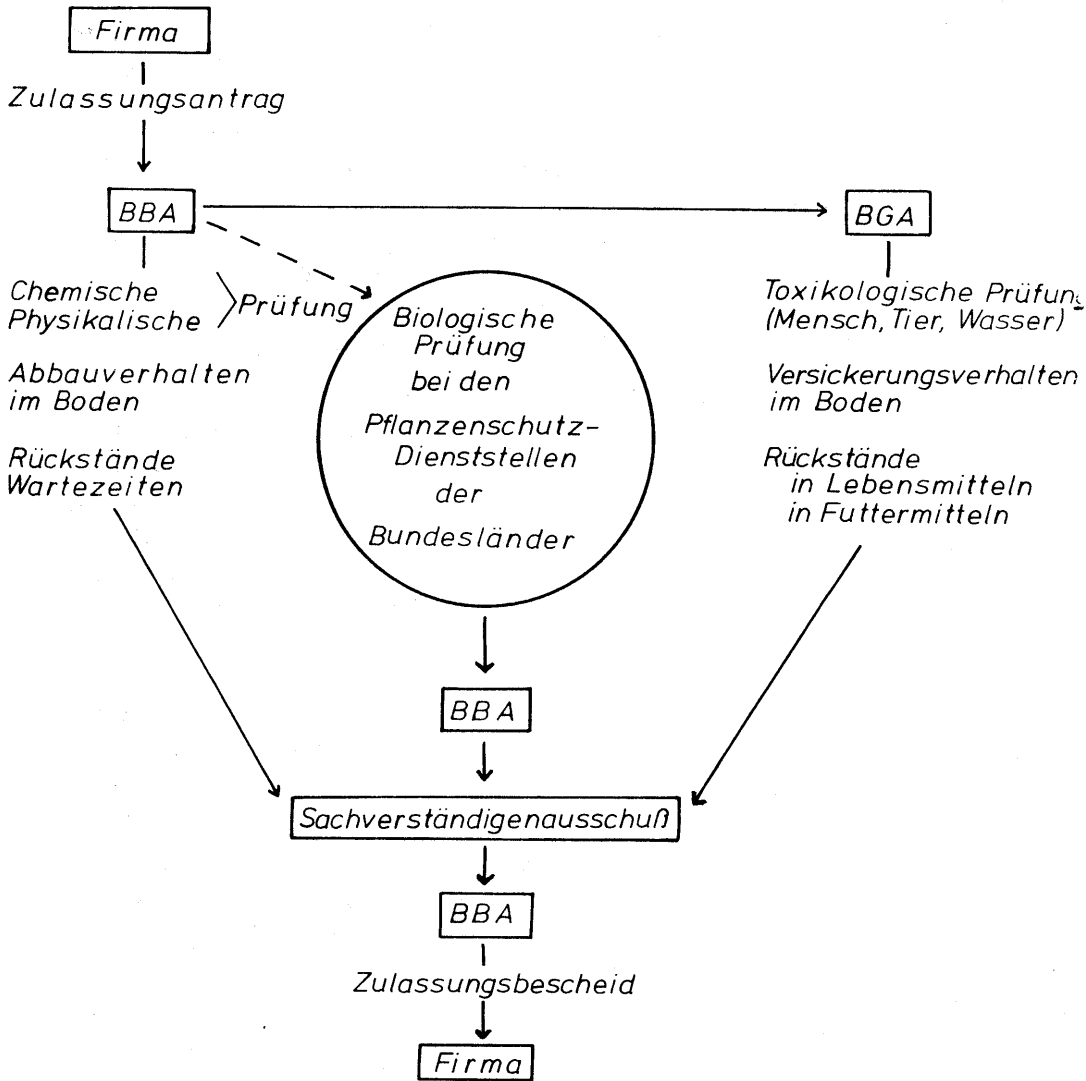 Firma
Zulassungsantrag
BBA
BGA
Chemische
Physikalische
Prüfung
Abbauverhalten
im Boden
Rückstände
Wartezeiten
Biologische
Prüfung
bei den
Pflanzenschutz-
Dienststellen
der
Bundesländer
Toxikologische Prüfung
(Mensch, Tier, Wasser)
Versickerungsverhalten
im Boden
Rückstände
in Lebensmitteln
in Futtermitteln
BBA
Sachverständigenausschuß
BBA
Zulassungsbescheid
Firma